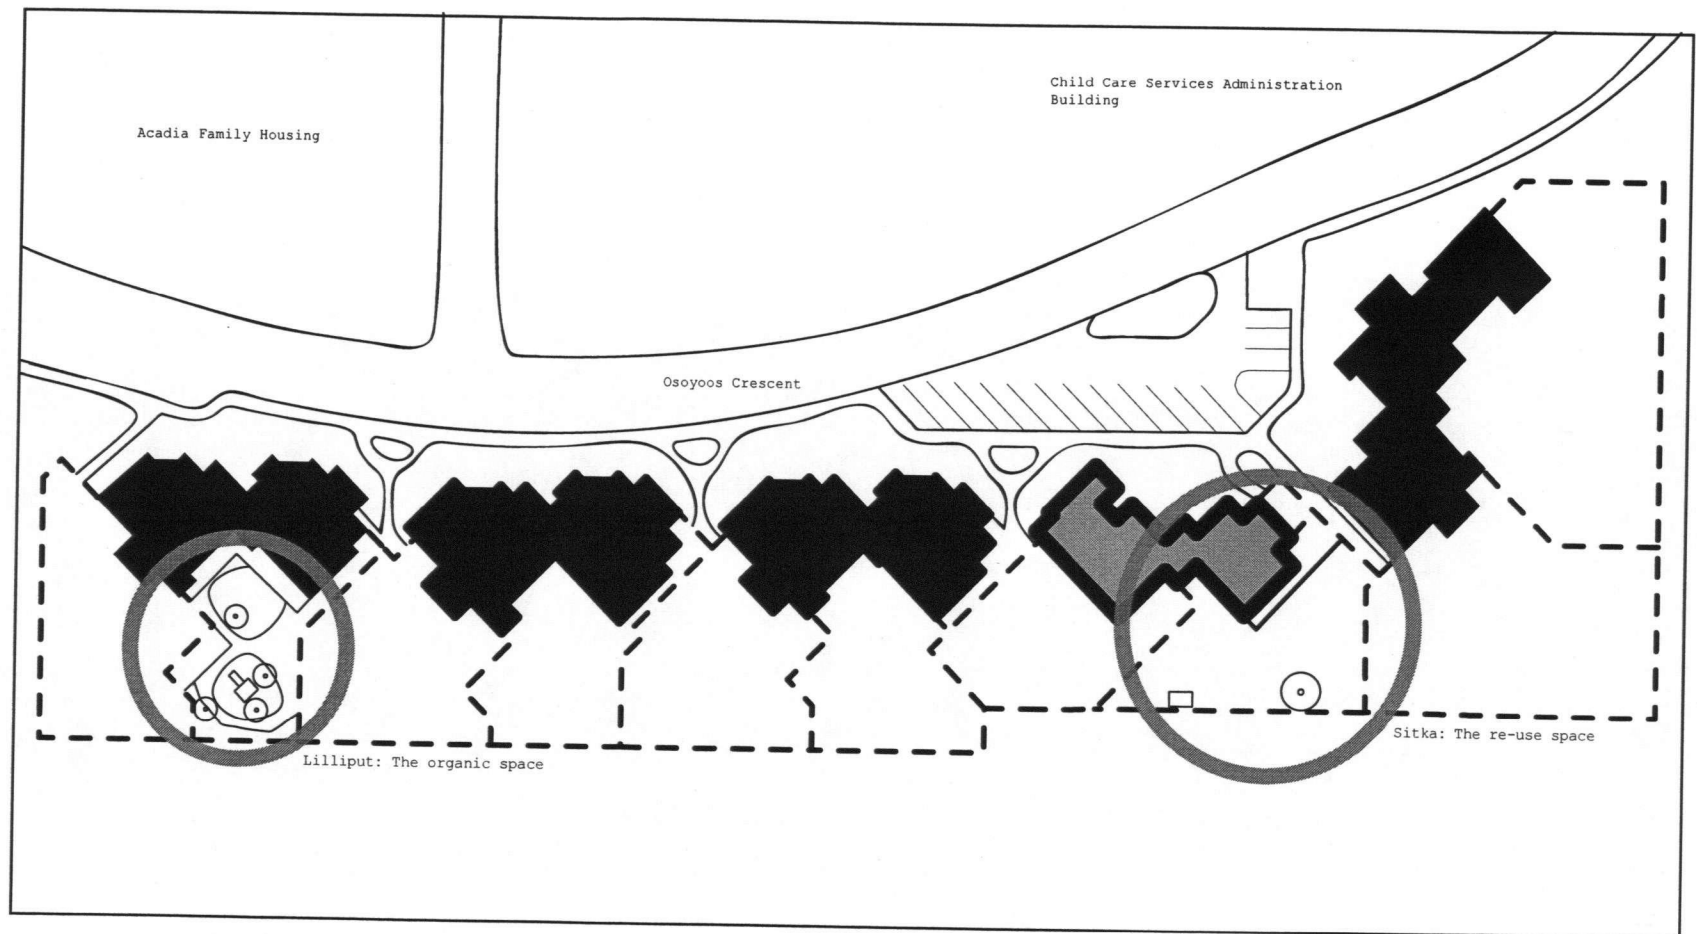 Child Care Services Administration
Building
Acadia Family Housing
Osoyoos Crescent
Sitka: The re-use space
Lilliput: The organic space